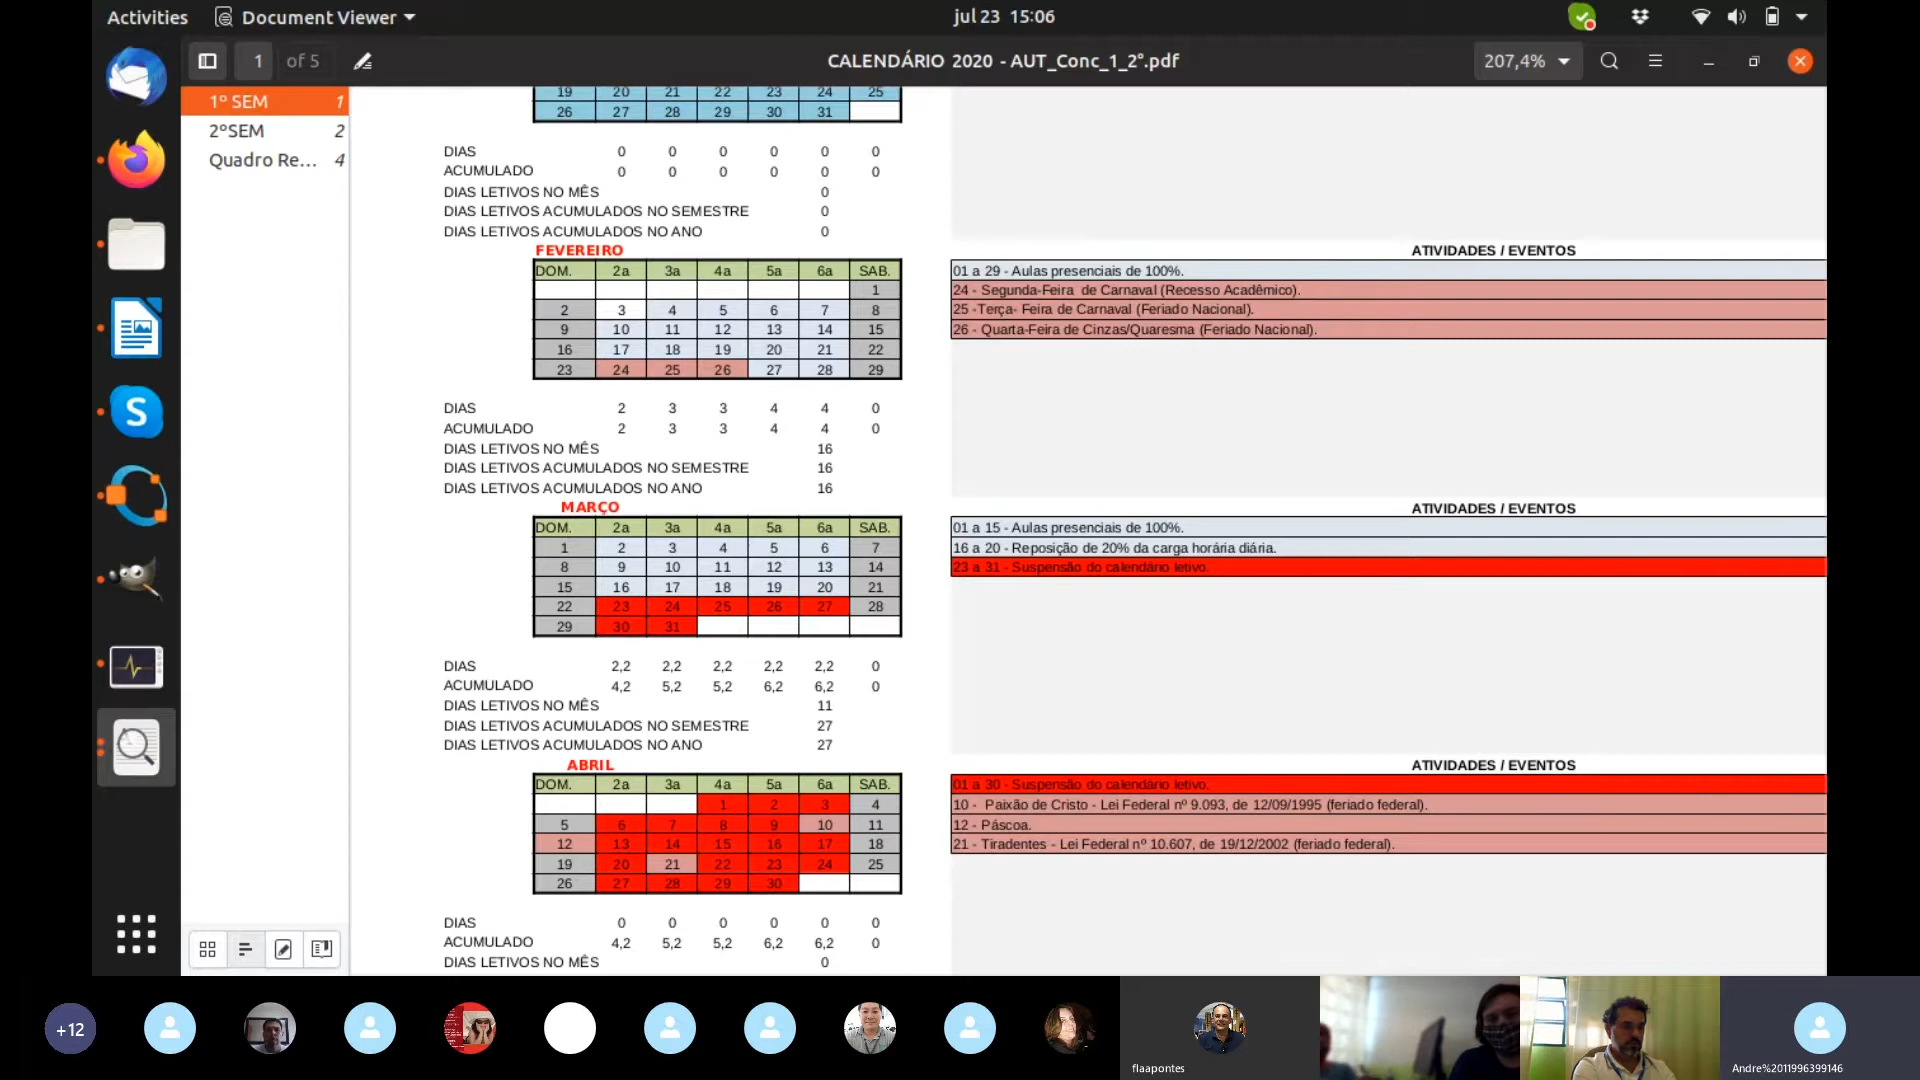 Activities Document Viewer jul 23 15:06
1 of 5 CALENDÁRIO 2020 - AUT_Conc_1_2°.pdf 207,4%
1º SEM 1
2ºSEM 2
Quadro Re... 4
19 20 21 22 23 24 25
26 27 28 29 30 31
DIAS 0 0 0 0 0 0
ACUMULADO 0 0 0 0 0 0
DIAS LETIVOS NO MÊS 0
DIAS LETIVOS ACUMULADOS NO SEMESTRE 0
DIAS LETIVOS ACUMULADOS NO ANO 0
FEVEREIRO
DOM. 2a 3a 4a 5a 6a SAB.
1
2 3 4 5 6 7 8
9 10 11 12 13 14 15
16 17 18 19 20 21 22
23 24 25 26 27 28 29
ATIVIDADES / EVENTOS
01 a 29 - Aulas presenciais de 100%.
24 - Segunda-Feira de Carnaval (Recesso Acadêmico).
25 -Terça- Feira de Carnaval (Feriado Nacional).
26 - Quarta-Feira de Cinzas/Quaresma (Feriado Nacional).
DIAS 2 3 3 4 4 0
ACUMULADO 2 3 3 4 4 0
DIAS LETIVOS NO MÊS 16
DIAS LETIVOS ACUMULADOS NO SEMESTRE 16
DIAS LETIVOS ACUMULADOS NO ANO 16
MARÇO
DOM. 2a 3a 4a 5a 6a SAB.
1 2 3 4 5 6 7
8 9 10 11 12 13 14
15 16 17 18 19 20 21
22 23 24 25 26 27 28
29 30 31
ATIVIDADES / EVENTOS
01 a 15 - Aulas presenciais de 100%.
16 a 20 - Reposição de 20% da carga horária diária.
23 a 31 - Suspensão do calendário letivo.
DIAS 2,2 2,2 2,2 2,2 2,2 0
ACUMULADO 4,2 5,2 5,2 6,2 6,2 0
DIAS LETIVOS NO MÊS 11
DIAS LETIVOS ACUMULADOS NO SEMESTRE 27
DIAS LETIVOS ACUMULADOS NO ANO 27
ABRIL
DOM. 2a 3a 4a 5a 6a SAB.
1 2 3 4
5 6 7 8 9 10 11
12 13 14 15 16 17 18
19 20 21 22 23 24 25
26 27 28 29 30
ATIVIDADES / EVENTOS
01 a 30 - Suspensão do calendário letivo.
10 - Paixão de Cristo - Lei Federal nº 9.093, de 12/09/1995 (feriado federal).
12 - Páscoa.
21 - Tiradentes - Lei Federal nº 10.607, de 19/12/2002 (feriado federal).
DIAS 0 0 0 0 0 0
ACUMULADO 4,2 5,2 5,2 6,2 6,2 0
DIAS LETIVOS NO MÊS 0
+12
flaapontes
Andre%2011996399146